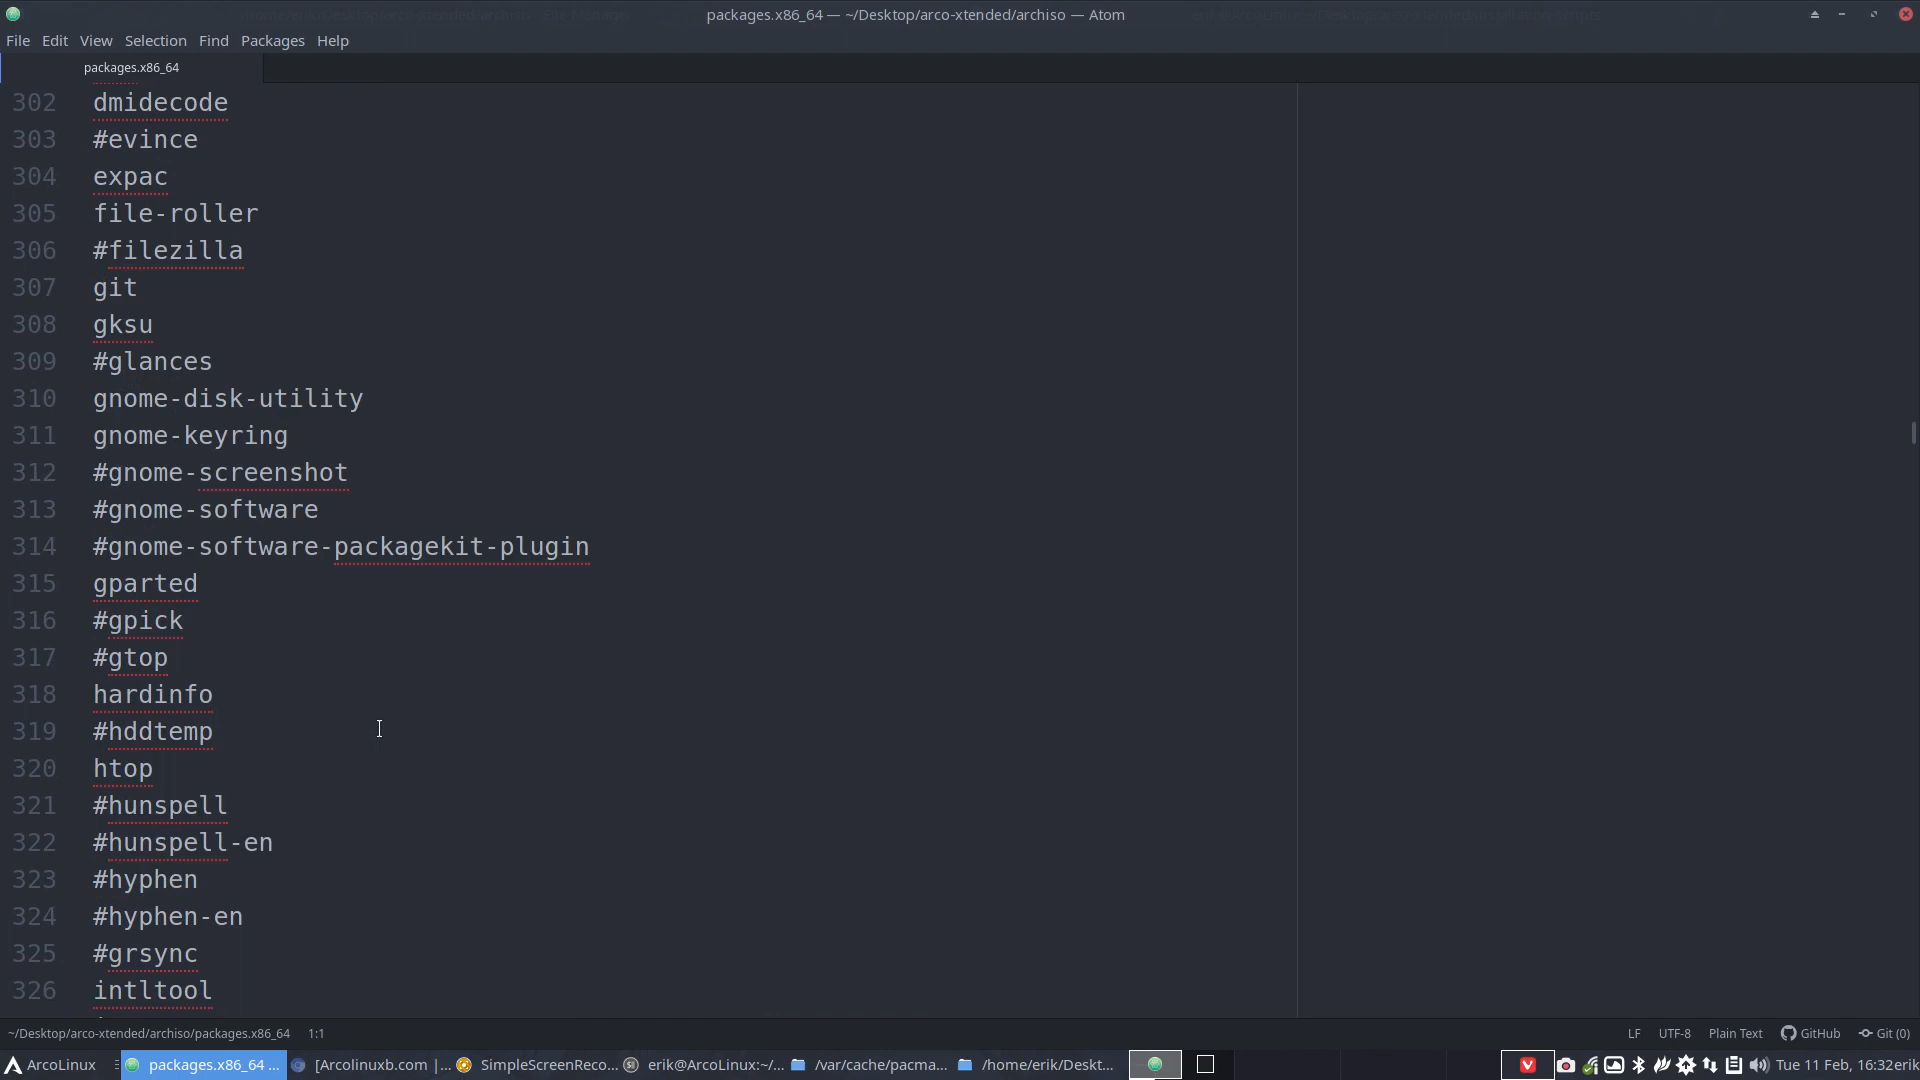 packages.x86_64 — ~/Desktop/arco-xtended/archiso — Atom
File Edit View Selection Find Packages Help
packages.x86_64
302 dmidecode
303 #evince
304 expac
305 file-roller
306 #filezilla
307 git
308 gksu
309 #glances
310 gnome-disk-utility
311 gnome-keyring
312 #gnome-screenshot
313 #gnome-software
314 #gnome-software-packagekit-plugin
315 gparted
316 #gpick
317 #gtop
318 hardinfo
319 #hddtemp
320 htop
321 #hunspell
322 #hunspell-en
323 #hyphen
324 #hyphen-en
325 #grsync
326 intltool
~/Desktop/arco-xtended/archiso/packages.x86_64 1:1 LF UTF-8 Plain Text GitHub Git (0)
ArcoLinux packages.x86_64 ... [Arcolinuxb.com |... SimpleScreenReco... erik@ArcoLinux:~/... /var/cache/pacma... /home/erik/Deskt... Tue 11 Feb, 16:32 erik